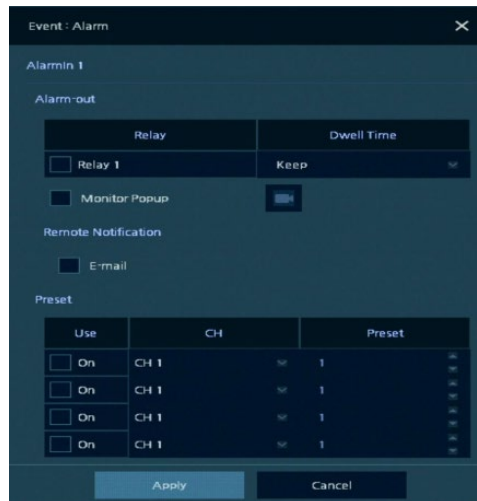 Event : Alarm
AlarmIn 1
Alarm-out
Relay Dwell Time
Relay 1 Keep
Monitor Popup
Remote Notification
E-mail
Preset
Use CH Preset
On CH 1 1
On CH 1 1
On CH 1 1
On CH 1 1
Apply Cancel